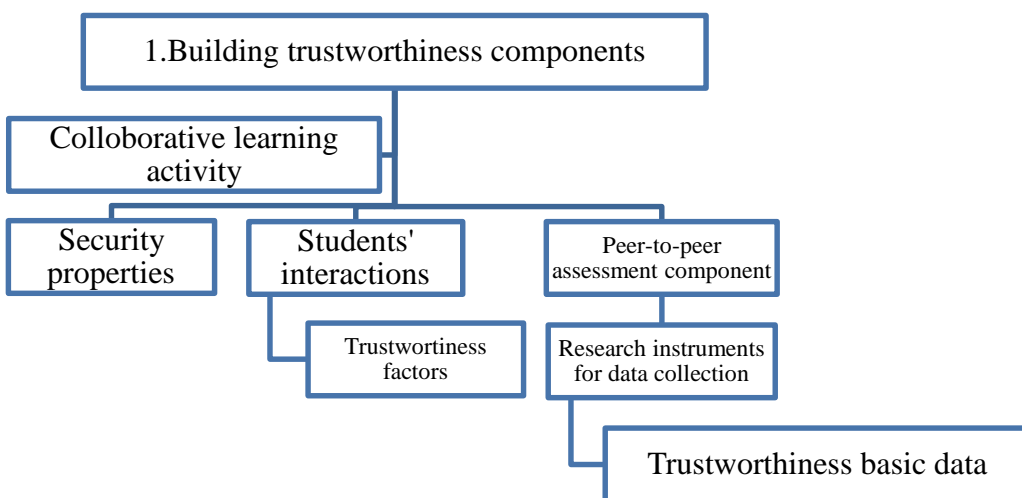 1.Building trustworthiness components
Colloborative learning
activity
Security
properties
Students'
interactions
Peer-to-peer
assessment component
Trustwortiness
factors
Research instruments
for data collection
Trustworthiness basic data